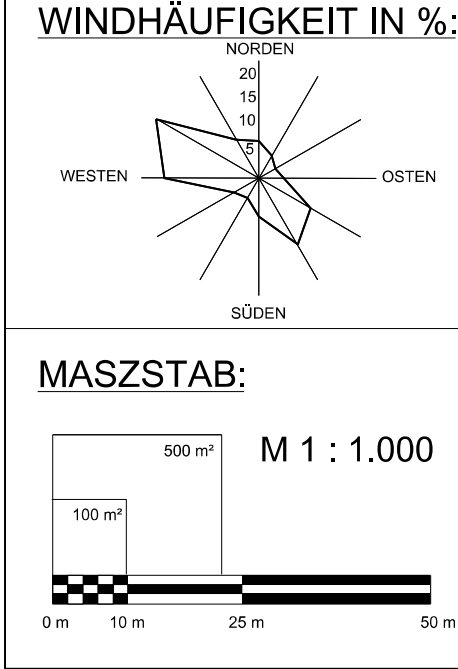 WINDHÄUFIGKEIT IN %:
NORDEN
20
15
10
5
WESTEN
OSTEN
SÜDEN
MASZSTAB:
500 m²
M 1 : 1.000
100 m²
0 m 10 m 25 m 50 m